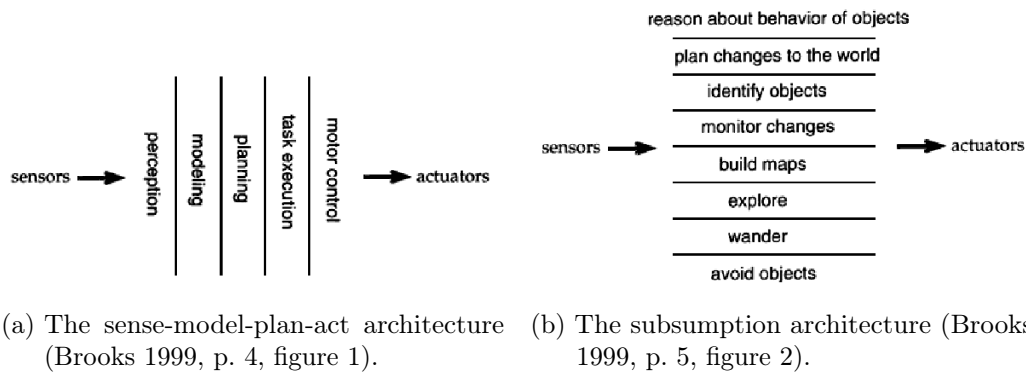 sensors
perception
modeling
planning
task execution
motor control
actuators
(a) The sense-model-plan-act architecture
(Brooks 1999, p. 4, figure 1).
reason about behavior of objects
plan changes to the world
identify objects
monitor changes
sensors
actuators
build maps
explore
wander
avoid objects
(b) The subsumption architecture (Brooks
1999, p. 5, figure 2).